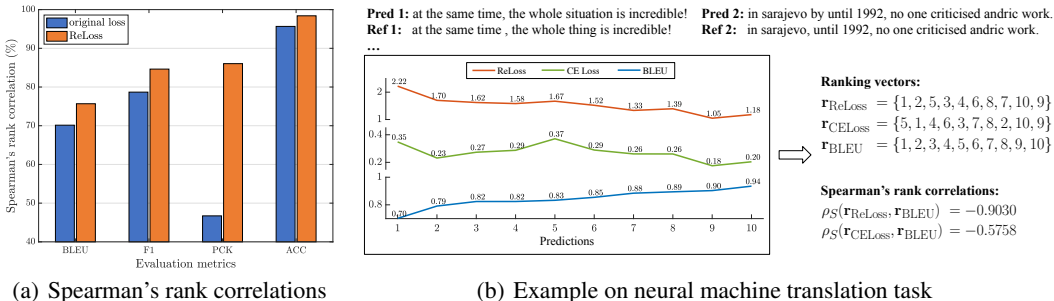 original loss
ReLoss
Spearman's rank correlation (%)
100
90
80
70
60
50
40
BLEU F1 PCK ACC
Evaluation metrics
(a) Spearman's rank correlations
Pred 1: at the same time, the whole situation is incredible!
Ref 1: at the same time , the whole thing is incredible!
...
Pred 2: in sarajevo by until 1992, no one criticised andric work.
Ref 2: in sarajevo, until 1992, no one criticised andric work.
ReLoss CE Loss BLEU
2
1
2.22 1.70 1.62 1.58 1.67 1.52 1.33 1.39 1.05 1.18
0.4
0.2
0.35 0.23 0.27 0.29 0.37 0.29 0.26 0.26 0.18 0.20
1
0.8
0.70 0.79 0.82 0.82 0.83 0.85 0.88 0.89 0.90 0.94
1 2 3 4 5 6 7 8 9 10
Predictions
Ranking vectors:
r_ReLoss = {1, 2, 5, 3, 4, 6, 8, 7, 10, 9}
r_CELoss = {5, 1, 4, 6, 3, 7, 8, 2, 10, 9}
r_BLEU = {1, 2, 3, 4, 5, 6, 7, 8, 9, 10}
Spearman's rank correlations:
ρ_S(r_ReLoss, r_BLEU) = −0.9030
ρ_S(r_CELoss, r_BLEU) = −0.5758
(b) Example on neural machine translation task